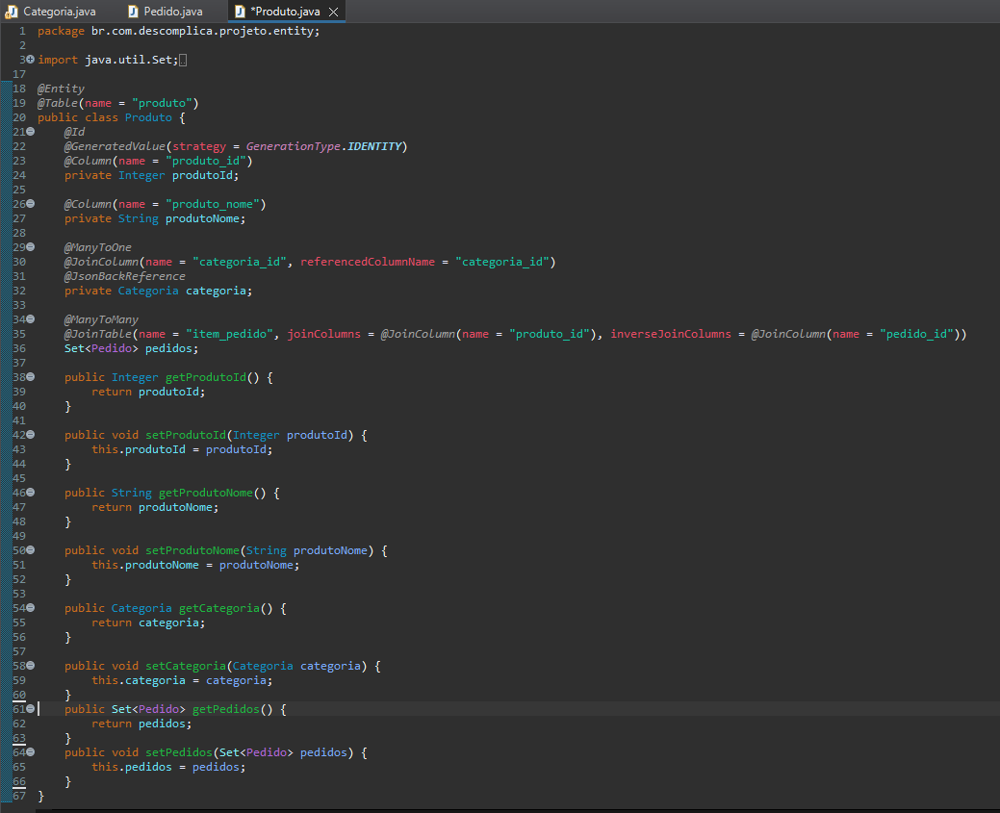 Categoria.java Pedido.java *Produto.java
1 package br.com.descomplica.projeto.entity;
2
3 import java.util.Set;
17
18 @Entity
19 @Table(name = "produto")
20 public class Produto {
21 @Id
22 @GeneratedValue(strategy = GenerationType.IDENTITY)
23 @Column(name = "produto_id")
24 private Integer produtoId;
25
26 @Column(name = "produto_nome")
27 private String produtoNome;
28
29 @ManyToOne
30 @JoinColumn(name = "categoria_id", referencedColumnName = "categoria_id")
31 @JsonBackReference
32 private Categoria categoria;
33
34 @ManyToMany
35 @JoinTable(name = "item_pedido", joinColumns = @JoinColumn(name = "produto_id"), inverseJoinColumns = @JoinColumn(name = "pedido_id"))
36 Set<Pedido> pedidos;
37
38 public Integer getProdutoId() {
39 return produtoId;
40 }
41
42 public void setProdutoId(Integer produtoId) {
43 this.produtoId = produtoId;
44 }
45
46 public String getProdutoNome() {
47 return produtoNome;
48 }
49
50 public void setProdutoNome(String produtoNome) {
51 this.produtoNome = produtoNome;
52 }
53
54 public Categoria getCategoria() {
55 return categoria;
56 }
57
58 public void setCategoria(Categoria categoria) {
59 this.categoria = categoria;
60 }
61 public Set<Pedido> getPedidos() {
62 return pedidos;
63 }
64 public void setPedidos(Set<Pedido> pedidos) {
65 this.pedidos = pedidos;
66 }
67 }